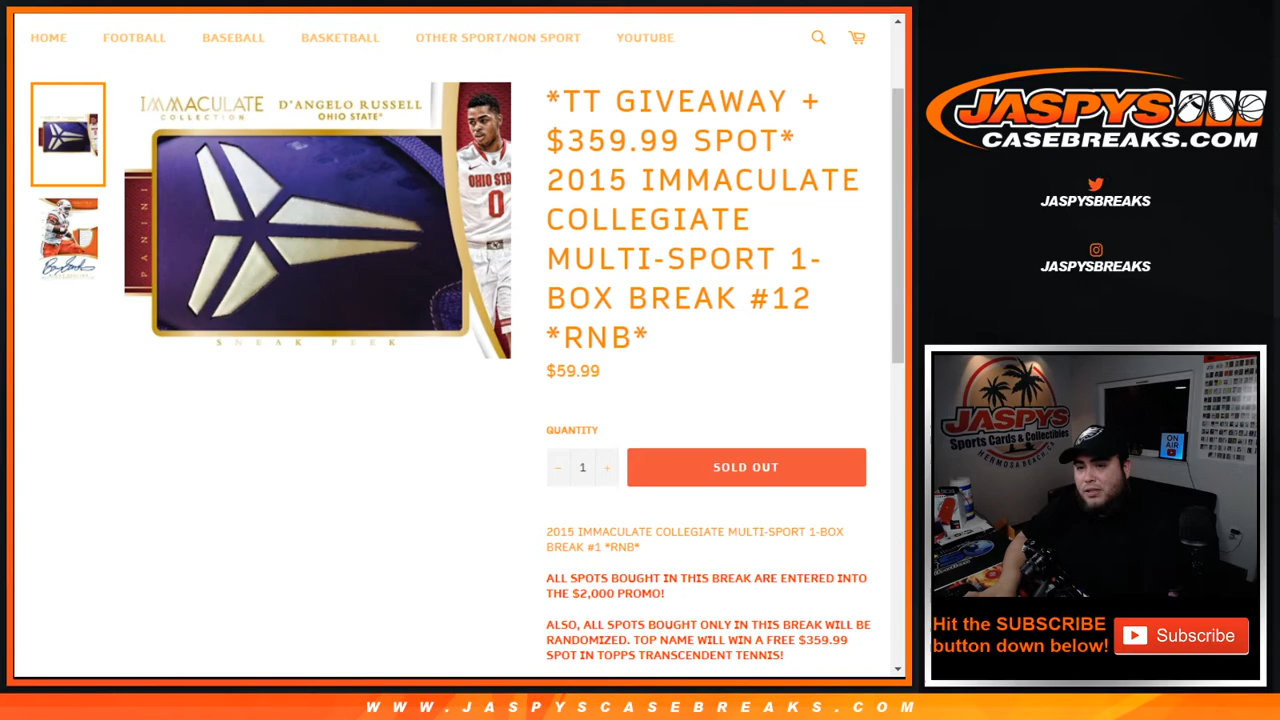 HOME FOOTBALL BASEBALL BASKETBALL OTHER SPORT/NON SPORT YOUTUBE
IMMACULATE
COLLECTION
D'ANGELO RUSSELL
OHIO STATE
PANINI
OHIO STA
0
SNEAK PEEK
*TT GIVEAWAY +
$359.99 SPOT*
2015 IMMACULATE
COLLEGIATE
MULTI-SPORT 1-
BOX BREAK #12
*RNB*
$59.99
QUANTITY
− 1 +
SOLD OUT
2015 IMMACULATE COLLEGIATE MULTI-SPORT 1-BOX
BREAK #1 *RNB*
ALL SPOTS BOUGHT IN THIS BREAK ARE ENTERED INTO
THE $2,000 PROMO!
ALSO, ALL SPOTS BOUGHT ONLY IN THIS BREAK WILL BE
RANDOMIZED. TOP NAME WILL WIN A FREE $359.99
SPOT IN TOPPS TRANSCENDENT TENNIS!
JASPYS
CASEBREAKS.COM
JASPYSBREAKS
JASPYSBREAKS
JASPYS
Sports Cards & Collectibles
HERMOSA BEACH, CA
ON
AIR
Hit the SUBSCRIBE
button down below!
Subscribe
WWW.JASPYSCASEBREAKS.COM